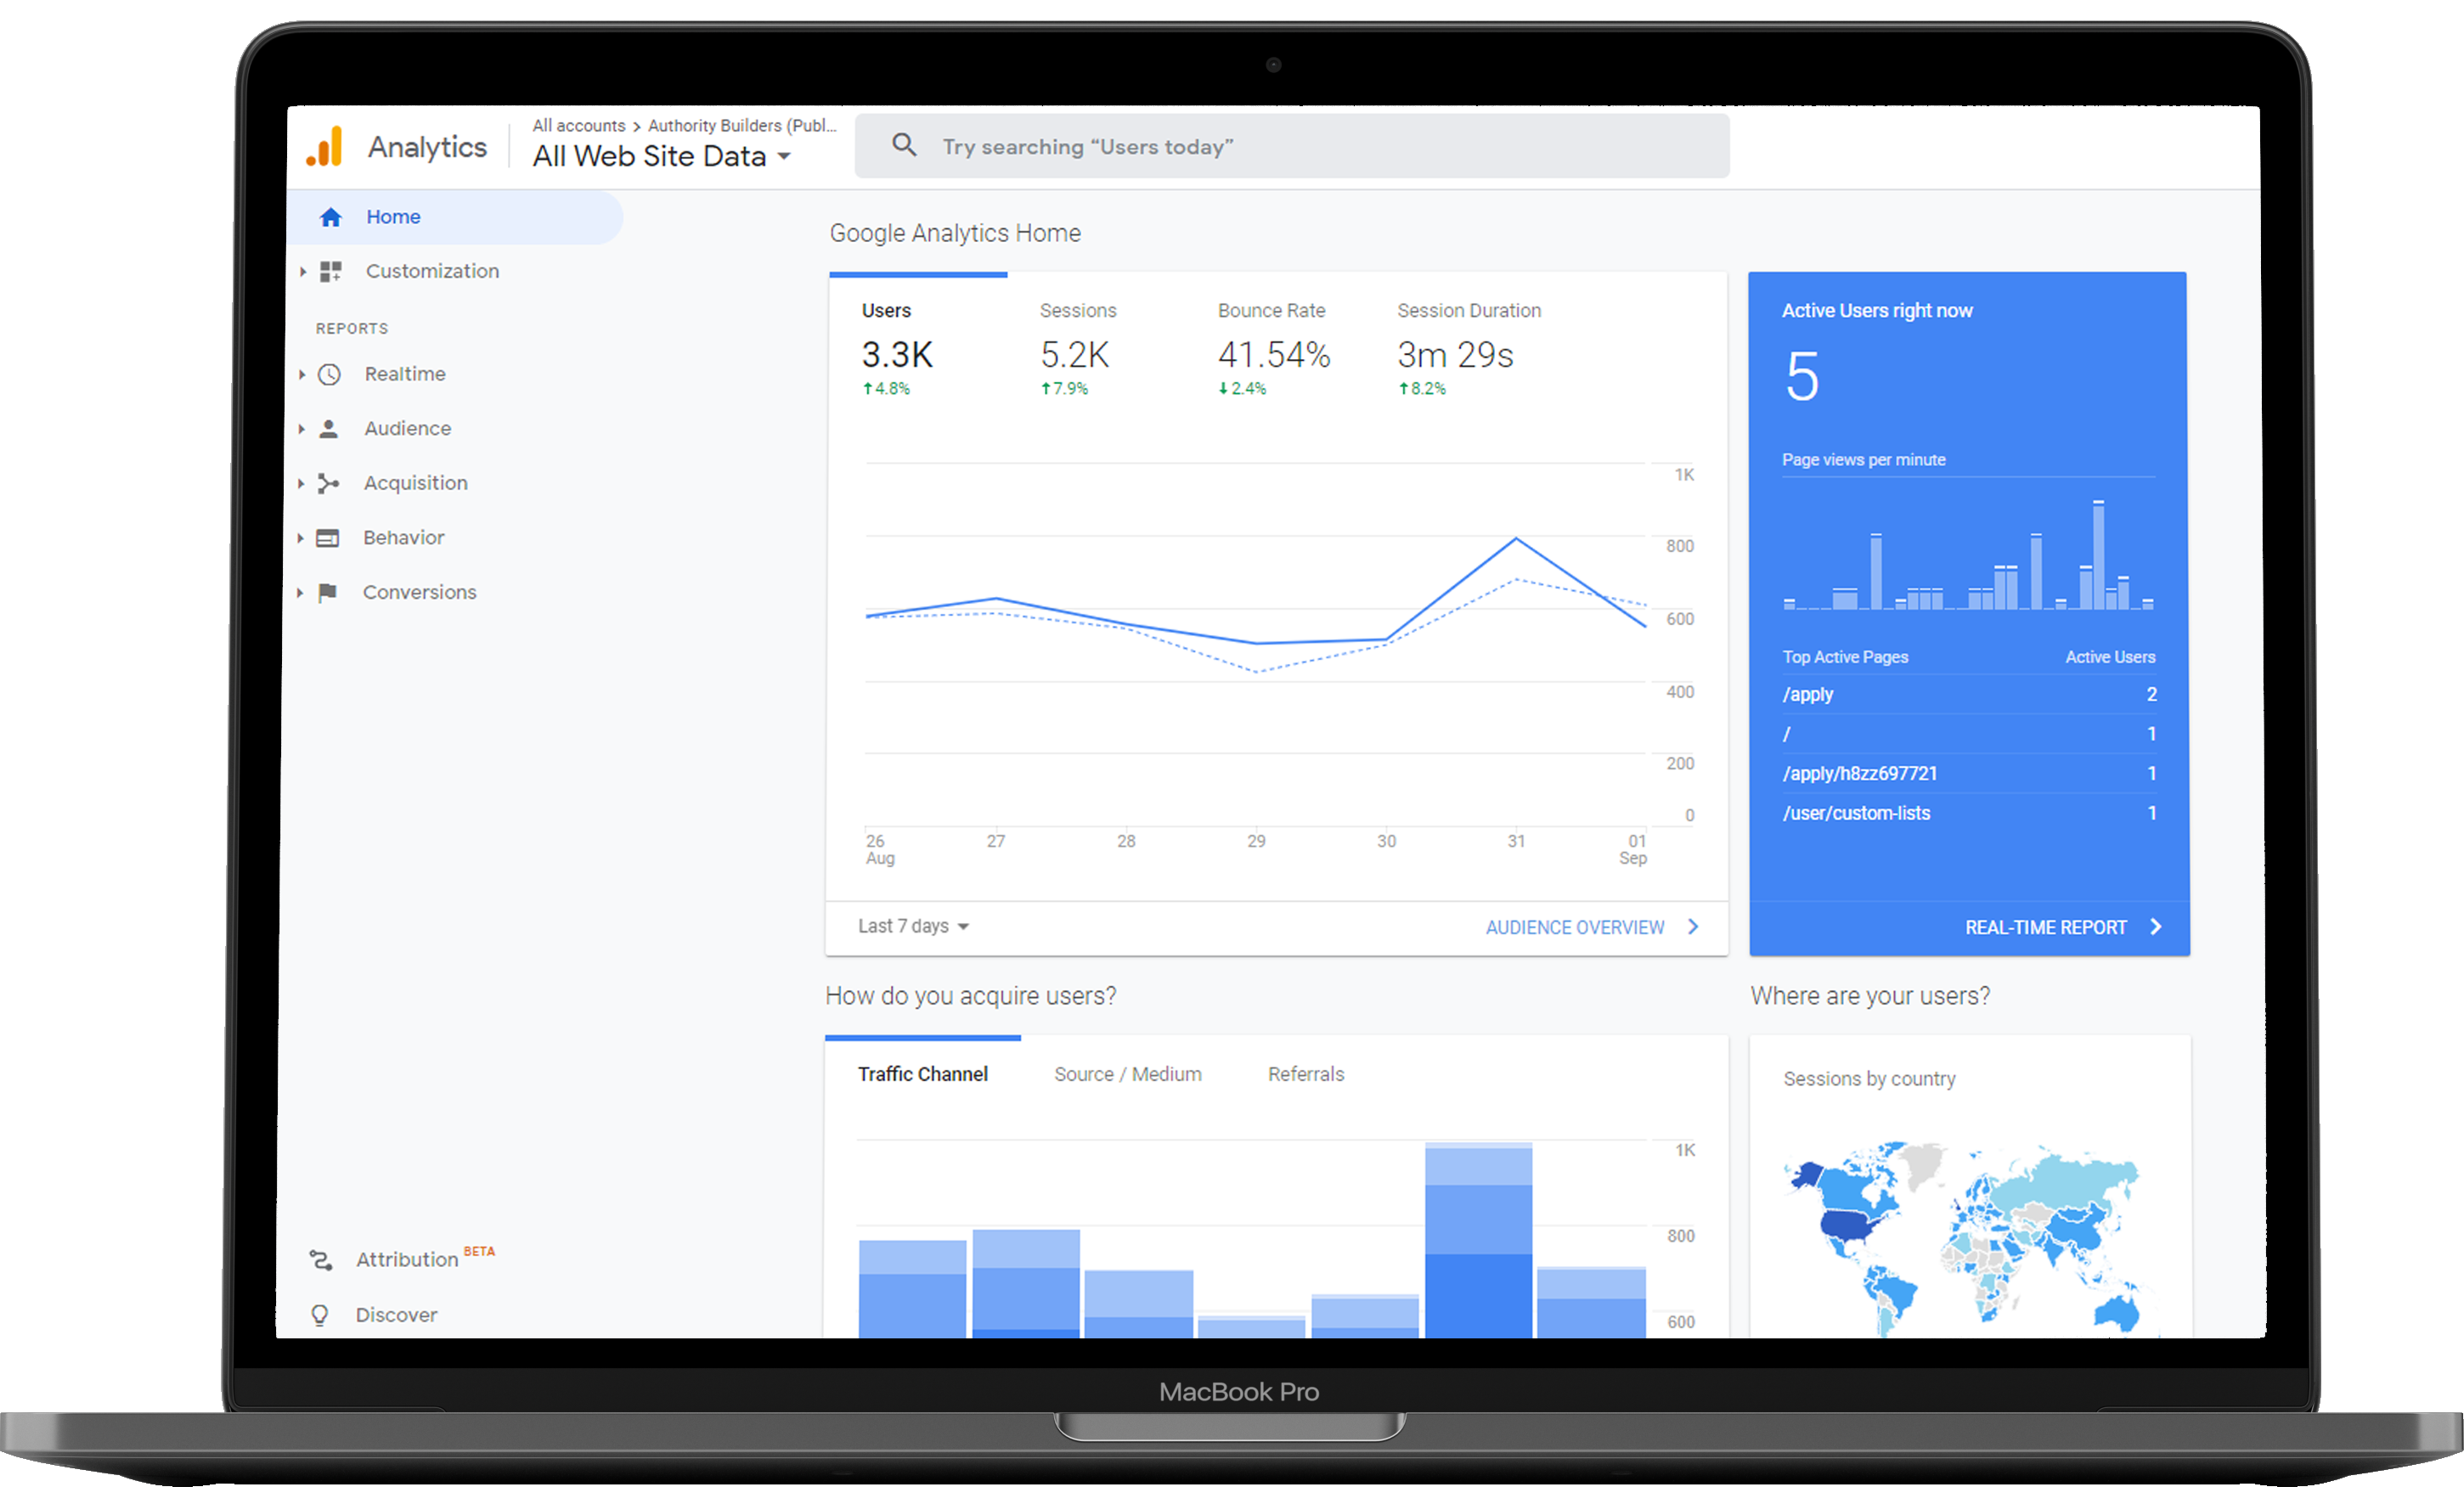 Analytics
All accounts > Authority Builders (Publ...
All Web Site Data
Try searching “Users today”
Home
Customization
REPORTS
Realtime
Audience
Acquisition
Behavior
Conversions
Attribution BETA
Discover
Google Analytics Home
Users
3.3K
↑4.8%
Sessions
5.2K
↑7.9%
Bounce Rate
41.54%
↓2.4%
Session Duration
3m 29s
↑8.2%
1K
800
600
400
200
0
26 27 28 29 30 31 01
Aug Sep
Last 7 days
AUDIENCE OVERVIEW
Active Users right now
5
Page views per minute
Top Active Pages Active Users
/apply 2
/ 1
/apply/h8zz697721 1
/user/custom-lists 1
REAL-TIME REPORT
How do you acquire users?
Traffic Channel Source / Medium Referrals
1K
800
600
Where are your users?
Sessions by country
MacBook Pro